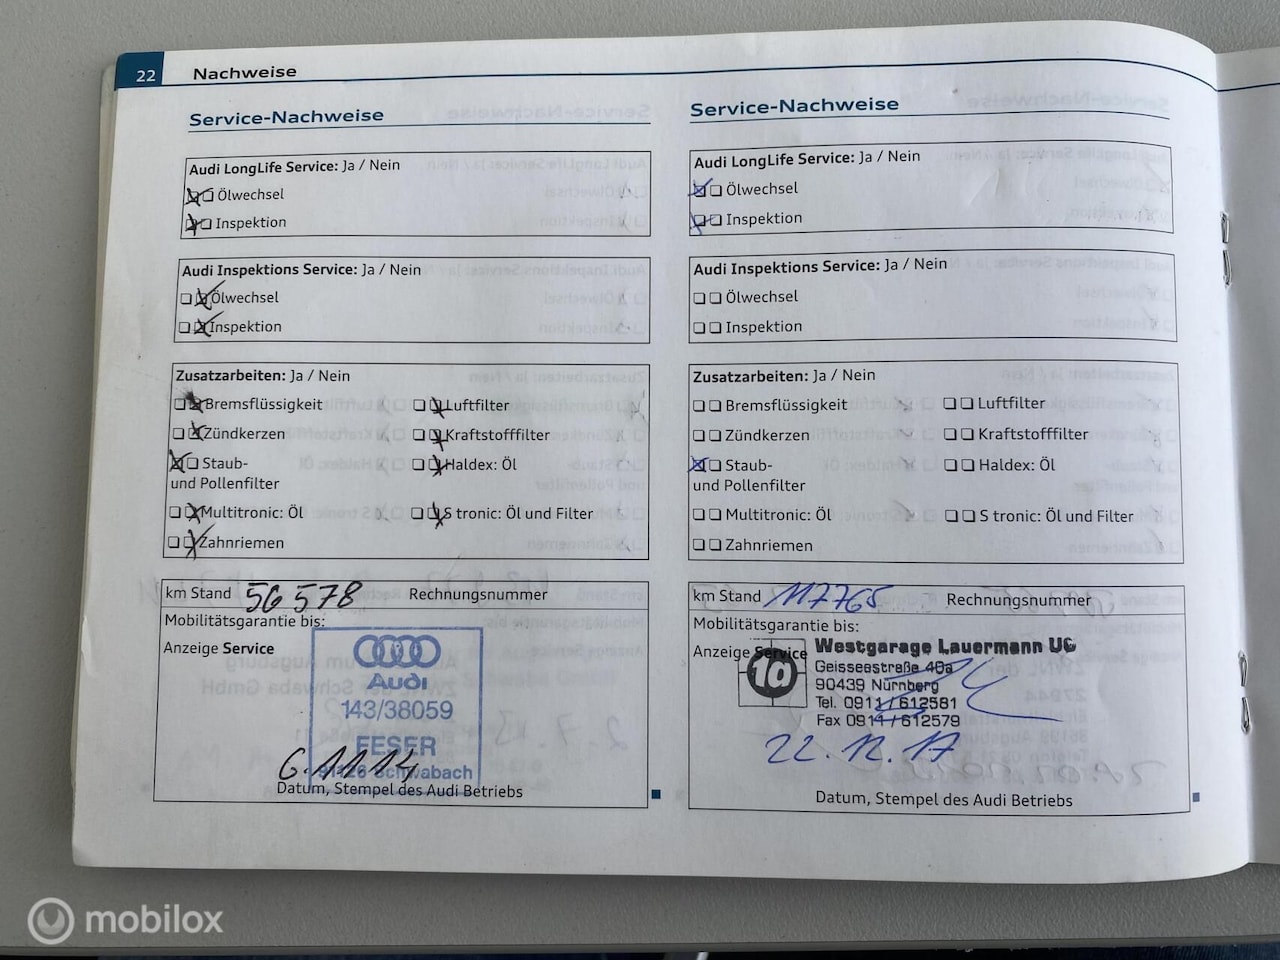 22 Nachweise
Service-Nachweise
Audi LongLife Service: Ja / Nein
Ölwechsel
Inspektion
Audi Inspektions Service: Ja / Nein
Ölwechsel
Inspektion
Zusatzarbeiten: Ja / Nein
Bremsflüssigkeit Luftfilter
Zündkerzen Kraftstofffilter
Staub- Haldex: Öl
und Pollenfilter
Multitronic: Öl S tronic: Öl und Filter
Zahnriemen
km Stand 56 578 Rechnungsnummer
Mobilitätsgarantie bis:
Anzeige Service
Audi
143/38059
FESER
91126 Schwabach
6.11.14
Datum, Stempel des Audi Betriebs
Service-Nachweise
Audi LongLife Service: Ja / Nein
Ölwechsel
Inspektion
Audi Inspektions Service: Ja / Nein
Ölwechsel
Inspektion
Zusatzarbeiten: Ja / Nein
Bremsflüssigkeit Luftfilter
Zündkerzen Kraftstofffilter
Staub- Haldex: Öl
und Pollenfilter
Multitronic: Öl S tronic: Öl und Filter
Zahnriemen
km Stand 117765 Rechnungsnummer
Mobilitätsgarantie bis:
Anzeige Service
10
Westgarage Lauermann UG
Geisseestraße 40a
90439 Nürnberg
Tel. 0911/612581
Fax 0911/612579
22.12.17
Datum, Stempel des Audi Betriebs
mobilox